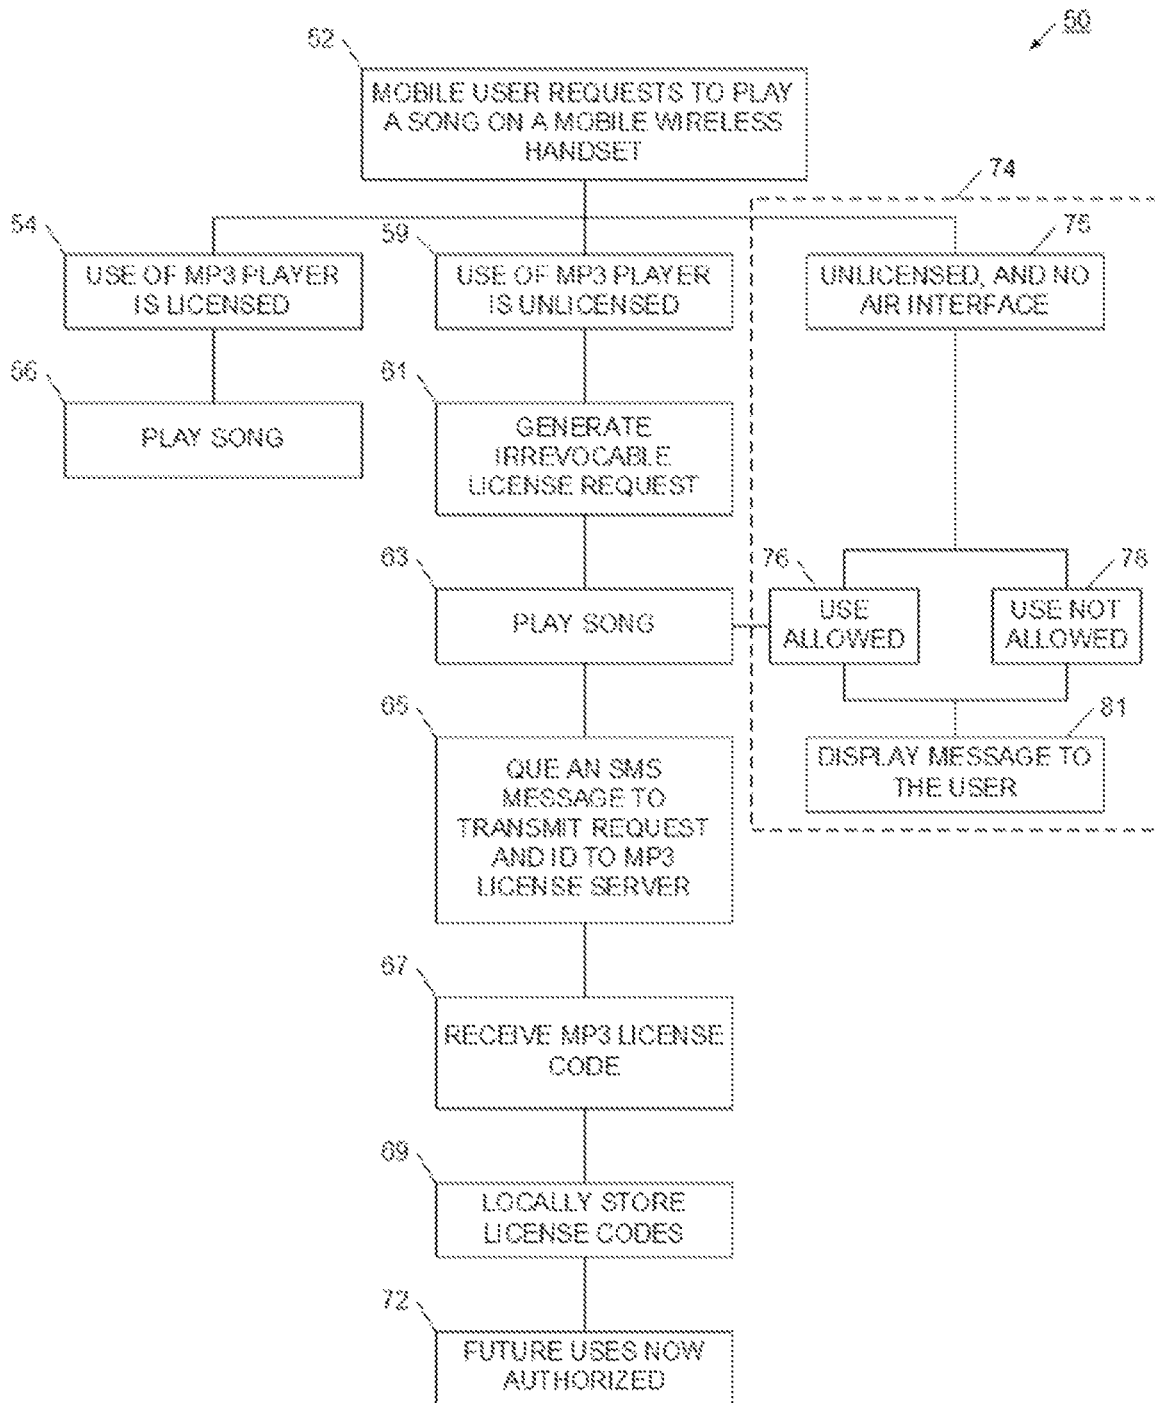 50
52
MOBILE USER REQUESTS TO PLAY
A SONG ON A MOBILE WIRELESS
HANDSET
74
54
USE OF MP3 PLAYER
IS LICENSED
59
USE OF MP3 PLAYER
IS UNLICENSED
75
UNLICENSED, AND NO
AIR INTERFACE
56
PLAY SONG
61
GENERATE
IRREVOCABLE
LICENSE REQUEST
63
PLAY SONG
76
USE
ALLOWED
78
USE NOT
ALLOWED
65
QUE AN SMS
MESSAGE TO
TRANSMIT REQUEST
AND ID TO MP3
LICENSE SERVER
81
DISPLAY MESSAGE TO
THE USER
67
RECEIVE MP3 LICENSE
CODE
69
LOCALLY STORE
LICENSE CODES
72
FUTURE USES NOW
AUTHORIZED